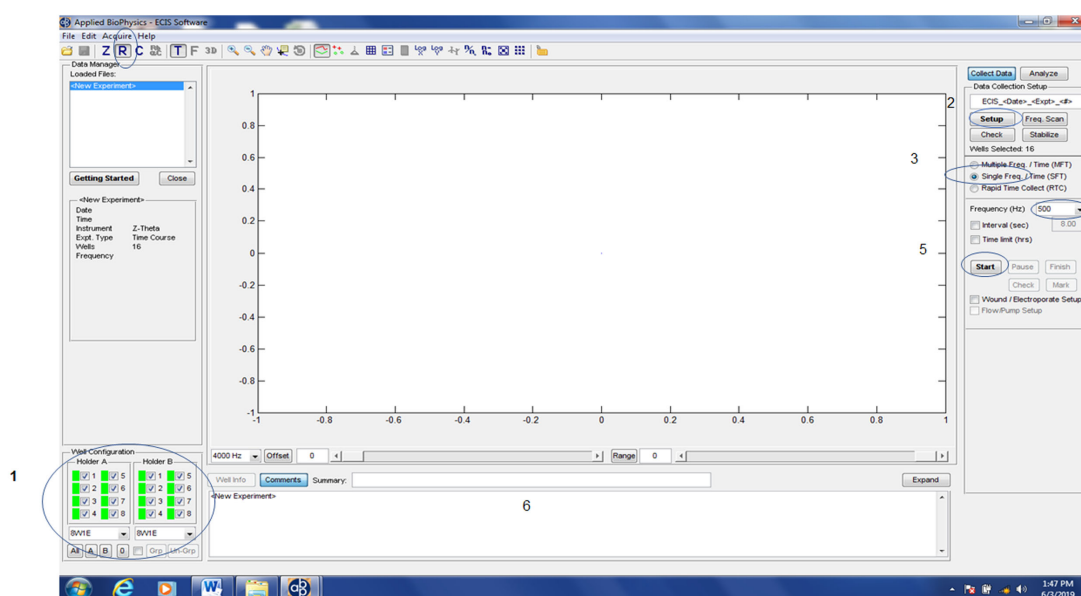 Applied BioPhysics - ECIS Software
File Edit Acquire Help
Z R C T F 3D
Data Manager
Loaded Files:
<New Experiment>
Getting Started Close
<New Experiment>
Date
Time
Instrument Z-Theta
Expt. Type Time Course
Wells 16
Frequency
1
0.8
0.6
0.4
0.2
0
-0.2
-0.4
-0.6
-0.8
-1
-1 -0.8 -0.6 -0.4 -0.2 0 0.2 0.4 0.6 0.8 1
2
3
5
Collect Data Analyze
Data Collection Setup
ECIS_<Date>_<Expt>_<#>
Setup Freq. Scan
Check Stabilize
Wells Selected: 16
Multiple Freq. / Time (MFT)
Single Freq. / Time (SFT)
Rapid Time Collect (RTC)
Frequency (Hz) 500
Interval (sec) 8.00
Time limit (hrs)
Start Pause Finish
Check Mark
Wound / Electroporate Setup
Flow/Pump Setup
1
Well Configuration
Holder A Holder B
1 5 1 5
2 6 2 6
3 7 3 7
4 8 4 8
8W1E 8W1E
All A B 0 Grp Un-Grp
4000 Hz Offset 0 Range 0
Well Info Comments Summary: Expand
<New Experiment>
6
1:47 PM
6/3/2019